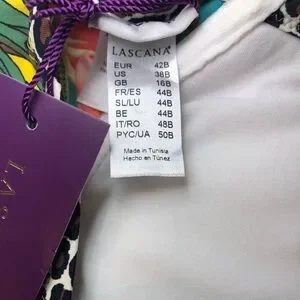 LASCANA
EUR 42B
US 38B
GB 16B
FR/ES 44B
SL/LU 44B
BE 44B
IT/RO 48B
PYC/UA 50B
Made in Tunisia
Hecho en Túnez
LAS